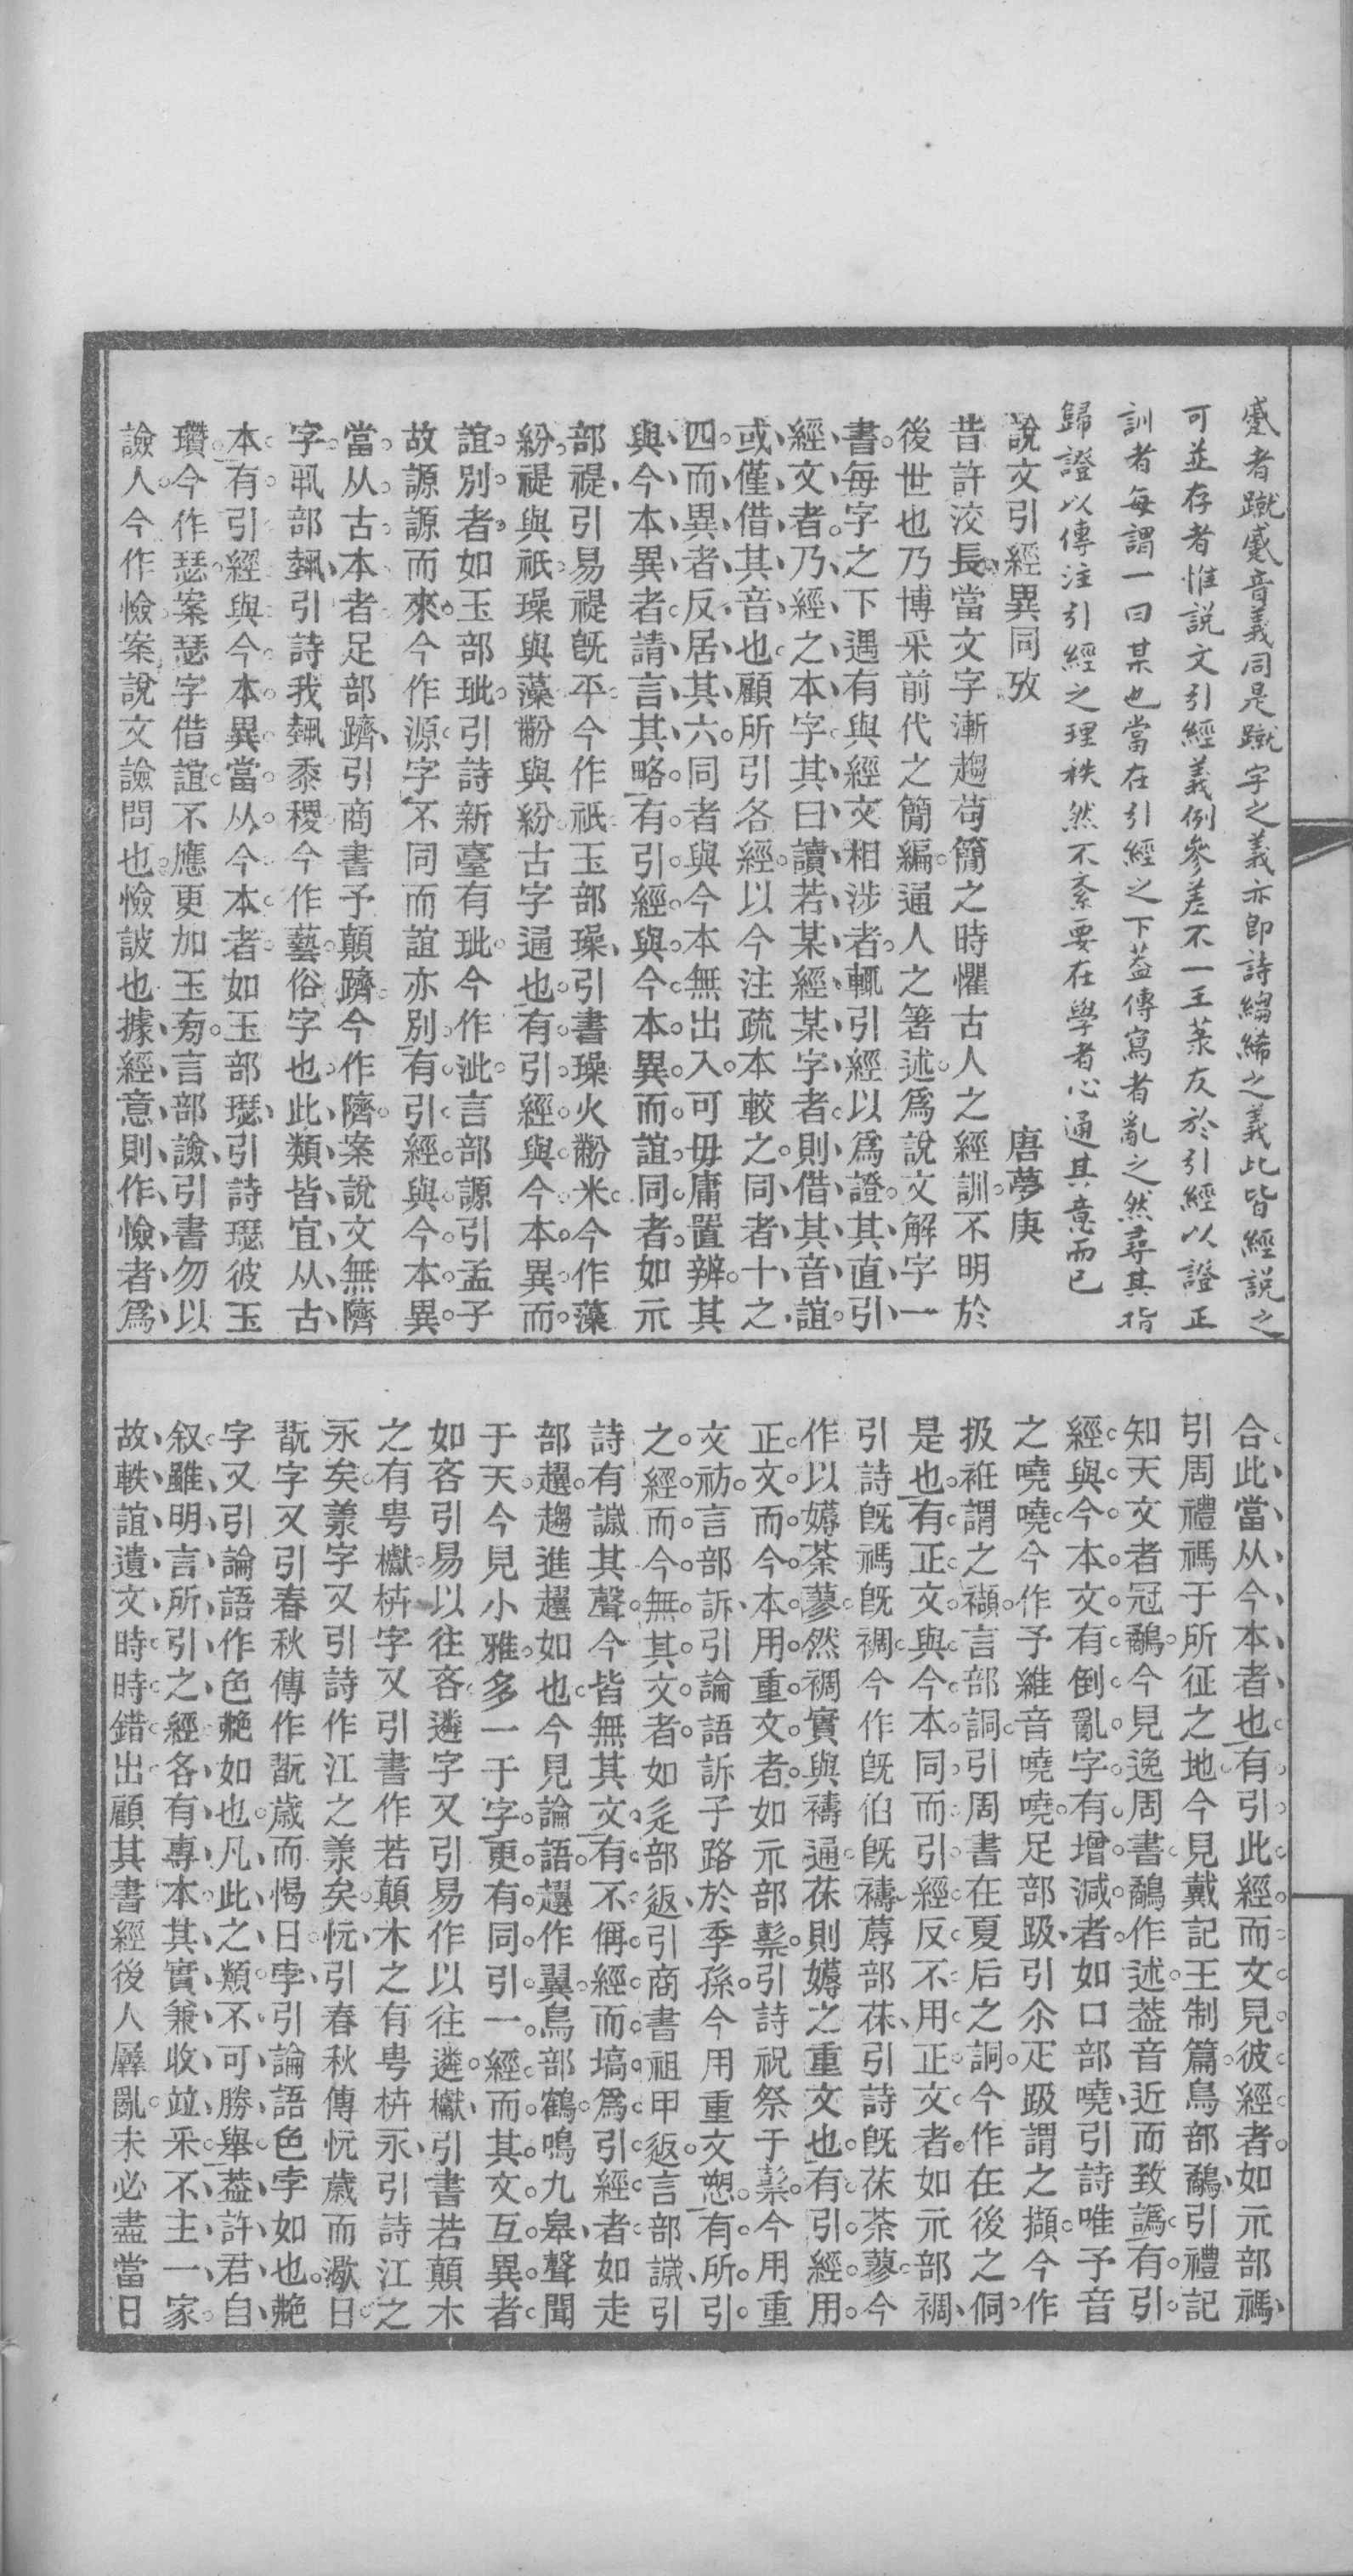 蹙者蹴蹙音義同是蹴字之義亦即詩縐絺之義此皆經說之
可並存者惟説文引經義例參差不一王菉友於引經以證正
訓者每謂一曰某也當在引經之下葢傳寫者亂之然尋其指
歸證以傳注引經之理秩然不紊要在學者心通其意而已
說文引經異同攷
唐夢庚
昔許洨長當文字漸趨苟簡之時懼古人之經訓不明於
後世也乃博采前代之簡編通人之箸述爲說文解字一
書每字之下遇有與經文相涉者輒引經以爲證其直引
經文者乃經之本字其曰讀若某經某字者則借其音誼
或僅借其音也顧所引各經以今注疏本較之同者十之
四而異者反居其六同者與今本無出入可毋庸置辨其
與今本異者請言其略有引經與今本異而誼同者如示
部禔引易禔旣平今作祇玉部璪引書璪火黺米今作藻
紛禔與祇璪與藻黺與紛古字通也有引經與今本異而
誼別者如玉部玼引詩新臺有玼今作泚言部謜引孟子
故謜謜而來今作源字不同而誼亦別有引經與今本異
當从古本者足部躋引商書予顛躋今作隮案說文無隮
字丮部𡎐引詩我𡎐黍稷今作藝俗字也此類皆宜从古
本有引經與今本異當从今本者如玉部璱引詩璱彼玉
瓚今作瑟案瑟字借誼不應更加玉旁言部譣引書勿以
譣人今作憸案說文譣問也憸詖也據經意則作憸者爲
合此當从今本者也有引此經而文見彼經者如示部禡
引周禮禡于所征之地今見戴記王制篇鳥部鷸引禮記
知天文者冠鷸今見逸周書鷸作述葢音近而致譌有引
經與今本文有倒亂字有增減者如口部嘵引詩唯予音
之嘵嘵今作予維音嘵嘵足部趿引尒疋趿謂之擷今作
扱衽謂之襭言部詷引周書在夏后之詷今作在後之侗
是也有正文與今本同而引經反不用正文者如示部禂
引詩旣禡旣禂今作旣伯旣禱蓐部茠引詩旣茠荼蓼今
作以薅荼蓼然禂實與禱通茠則薅之重文也有引經用
正文而今本用重文者如示部𥛱引詩祝祭于𥛱今用重
文祊言部訴引論語訴子路於季孫今用重文愬有所引
之經而今無其文者如辵部返引商書祖甲返言部諴引
詩有諴其聲今皆無其文有不偁經而塙爲引經者如走
部趩趨進趩如也今見論語趩作翼鳥部鶴鳴九皋聲聞
于天今見小雅多一于字更有同引一經而其文互異者
如吝引易以往吝遴字又引易作以往遴櫱引書若顛木
之有㽕櫱枿字又引書作若顛木之有㽕枿永引詩江之
永矣羕字又引詩作江之羕矣忨引春秋傳忨歲而潵日
翫字又引春秋傳作翫歲而愒日孛引論語色孛如也艴
字又引論語作色艴如也凡此之類不可勝舉葢許君自
叙雖明言所引之經各有專本其實兼收竝采不主一家
故軼誼遺文時時錯出顧其書經後人羼亂未必盡當日